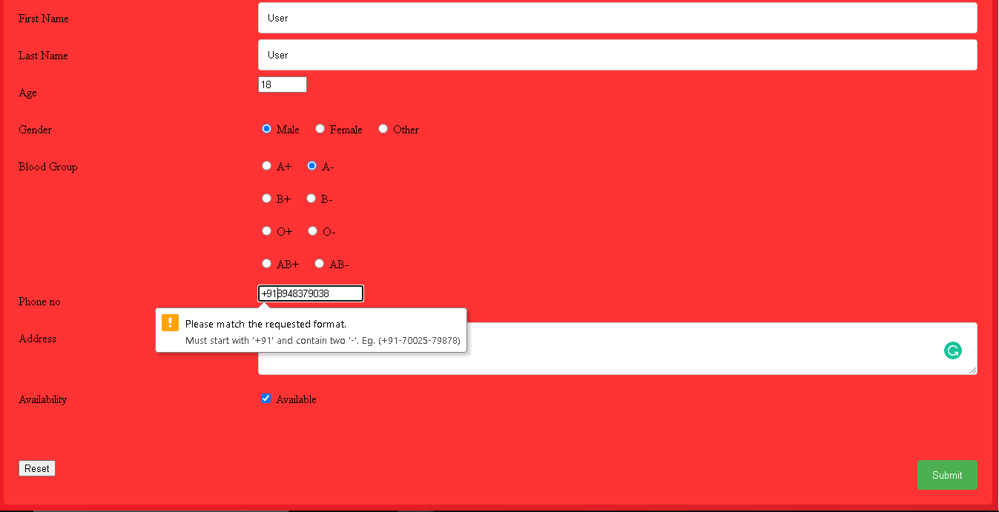 First Name User
Last Name User
Age 18
Gender Male Female Other
Blood Group A+ A-
B+ B-
O+ O-
AB+ AB-
Phone no +918948379038
Please match the requested format.
Must start with '+91' and contain two '-'. Eg. (+91-70025-79878)
Address
Availability Available
Reset Submit